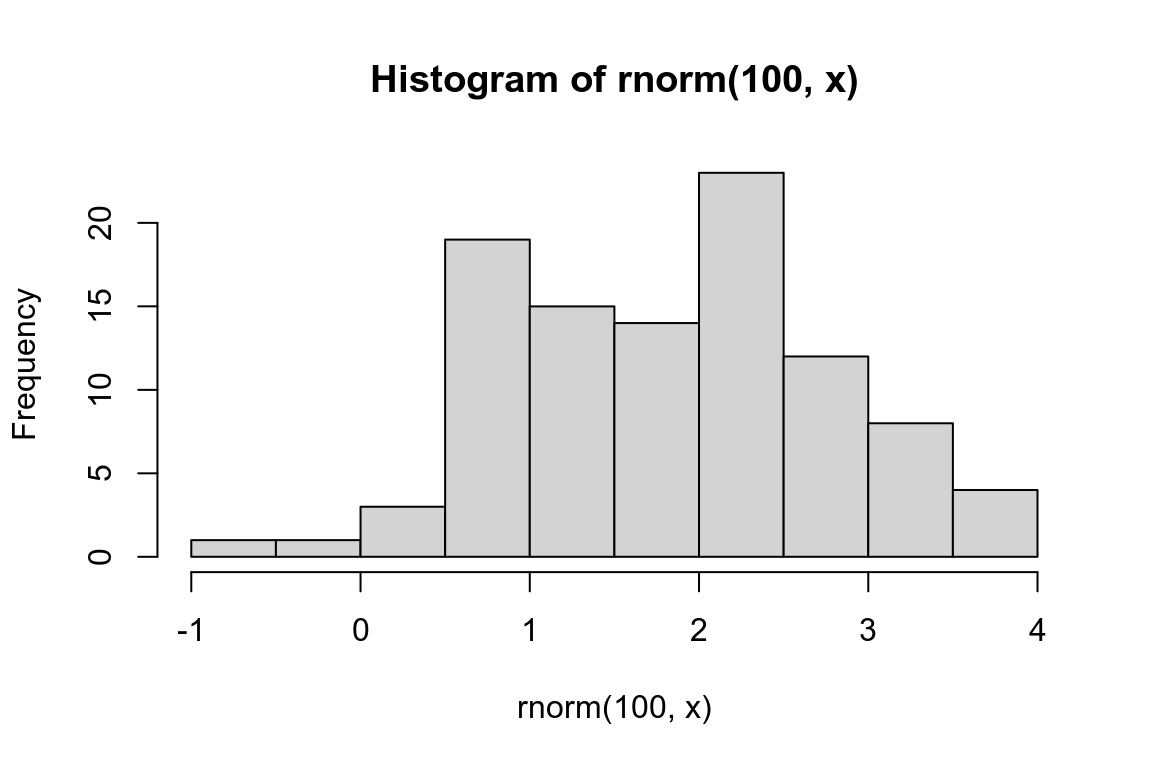 Histogram of rnorm(100, x)
Frequency
20
15
10
5
0
-1 0 1 2 3 4
rnorm(100, x)